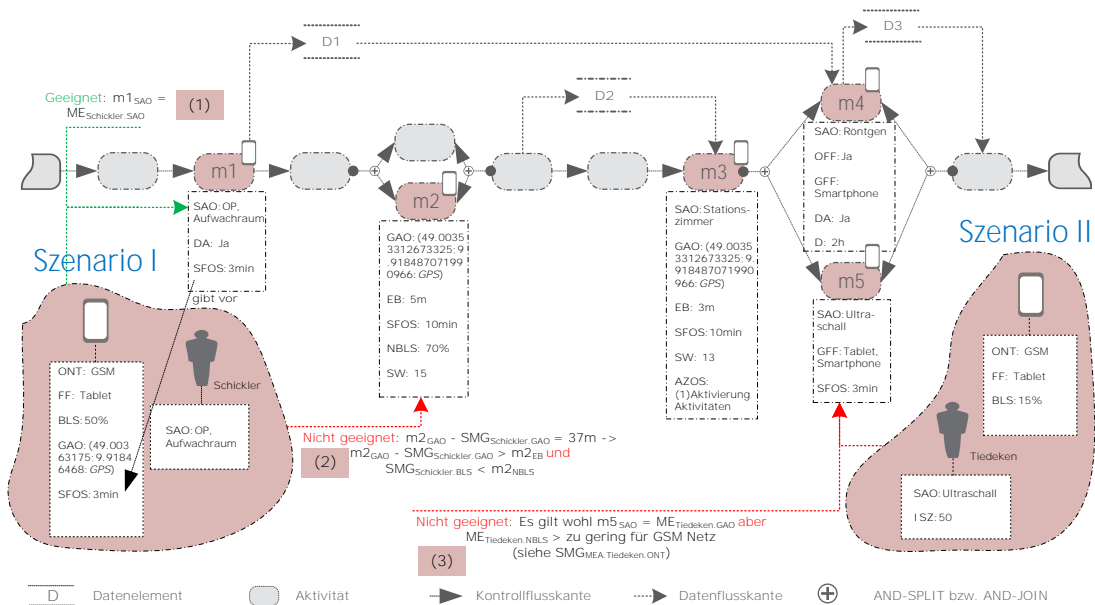 D1
D3
Geeignet: m1SAO =
MESchickler.SAO
(1)
D2
m1
m2
m3
m4
m5
SAO: OP,
Aufwachraum
DA: Ja
SFOS: 3min
gibt vor
GAO: (49.0035
3312673325; 9
.91848707199
0966: GPS)
EB: 5m
SFOS: 10min
NBLS: 70%
SW: 15
SAO: Stations-
zimmer
GAO: (49.0035
3312673325; 9.
918487071990
966: GPS)
EB: 3m
SFOS: 10min
SW: 13
AZOS:
(1)Aktivierung
Aktivitäten
SAO: Röntgen
OFF: Ja
GFF:
Smartphone
DA: Ja
D: 2h
SAO: Ultra-
schall
GFF: Tablet,
Smartphone
SFOS: 3min
Szenario I
ONT: GSM
FF: Tablet
BLS: 50%
GAO: (49.003
63175; 9.9184
6468: GPS)
SFOS: 3min
Schickler
SAO: OP,
Aufwachraum
Szenario II
ONT: GSM
FF: Tablet
BLS: 15%
Tiedeken
SAO: Ultraschall
ISZ: 50
Nicht geeignet: m2GAO - SMGSchickler.GAO = 37m ->
(2) m2GAO - SMGSchickler.GAO > m2EB und
SMGSchickler.BLS < m2NBLS
Nicht geeignet: Es gilt wohl m5SAO = METiedeken.GAO aber
METiedeken.NBLS > zu gering für GSM Netz
(3) (siehe SMGMEA.Tiedeken.ONT)
D Datenelement Aktivität Kontrollflusskante Datenflusskante AND-SPLIT bzw. AND-JOIN